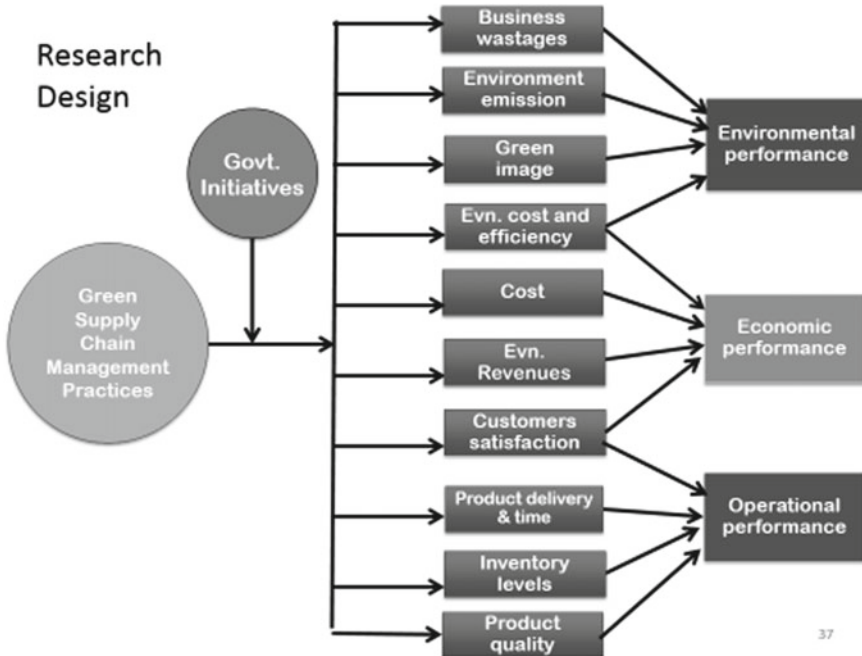 Research
Design
Govt.
Initiatives
Green
Supply
Chain
Management
Practices
Business
wastages
Environment
emission
Green
image
Evn. cost and
efficiency
Cost
Evn.
Revenues
Customers
satisfaction
Product delivery
& time
Inventory
levels
Product
quality
Environmental
performance
Economic
performance
Operational
performance
37